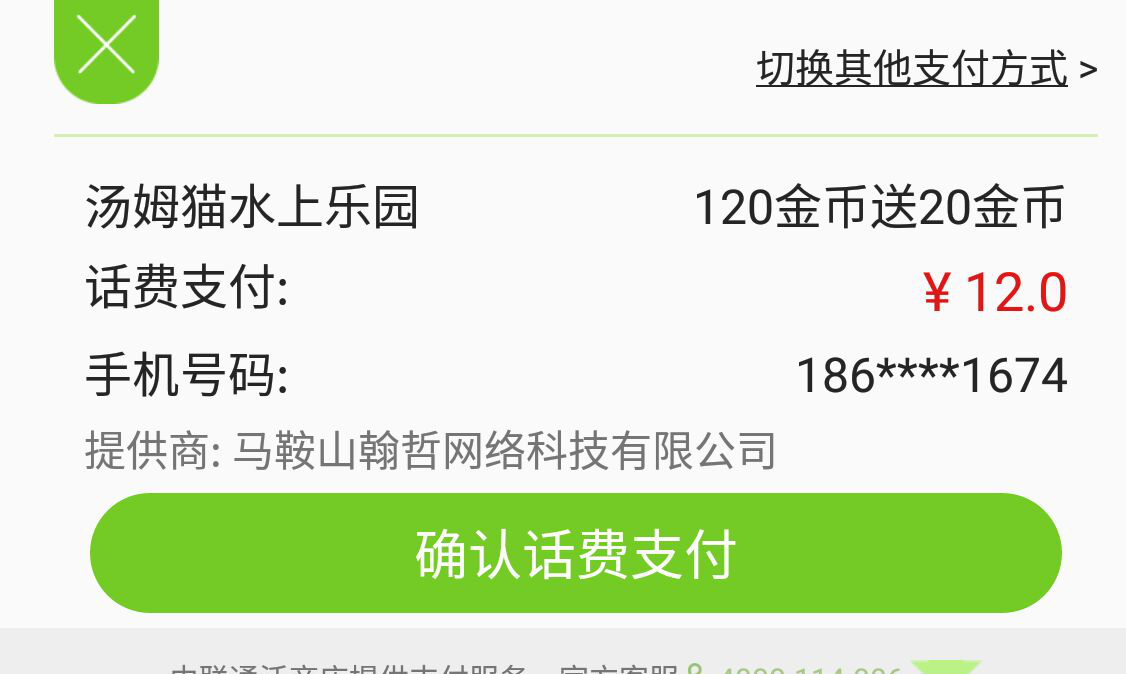 切换其他支付方式 >
汤姆猫水上乐园 120金币送20金币
话费支付: ¥ 12.0
手机号码: 186****1674
提供商: 马鞍山翰哲网络科技有限公司
确认话费支付